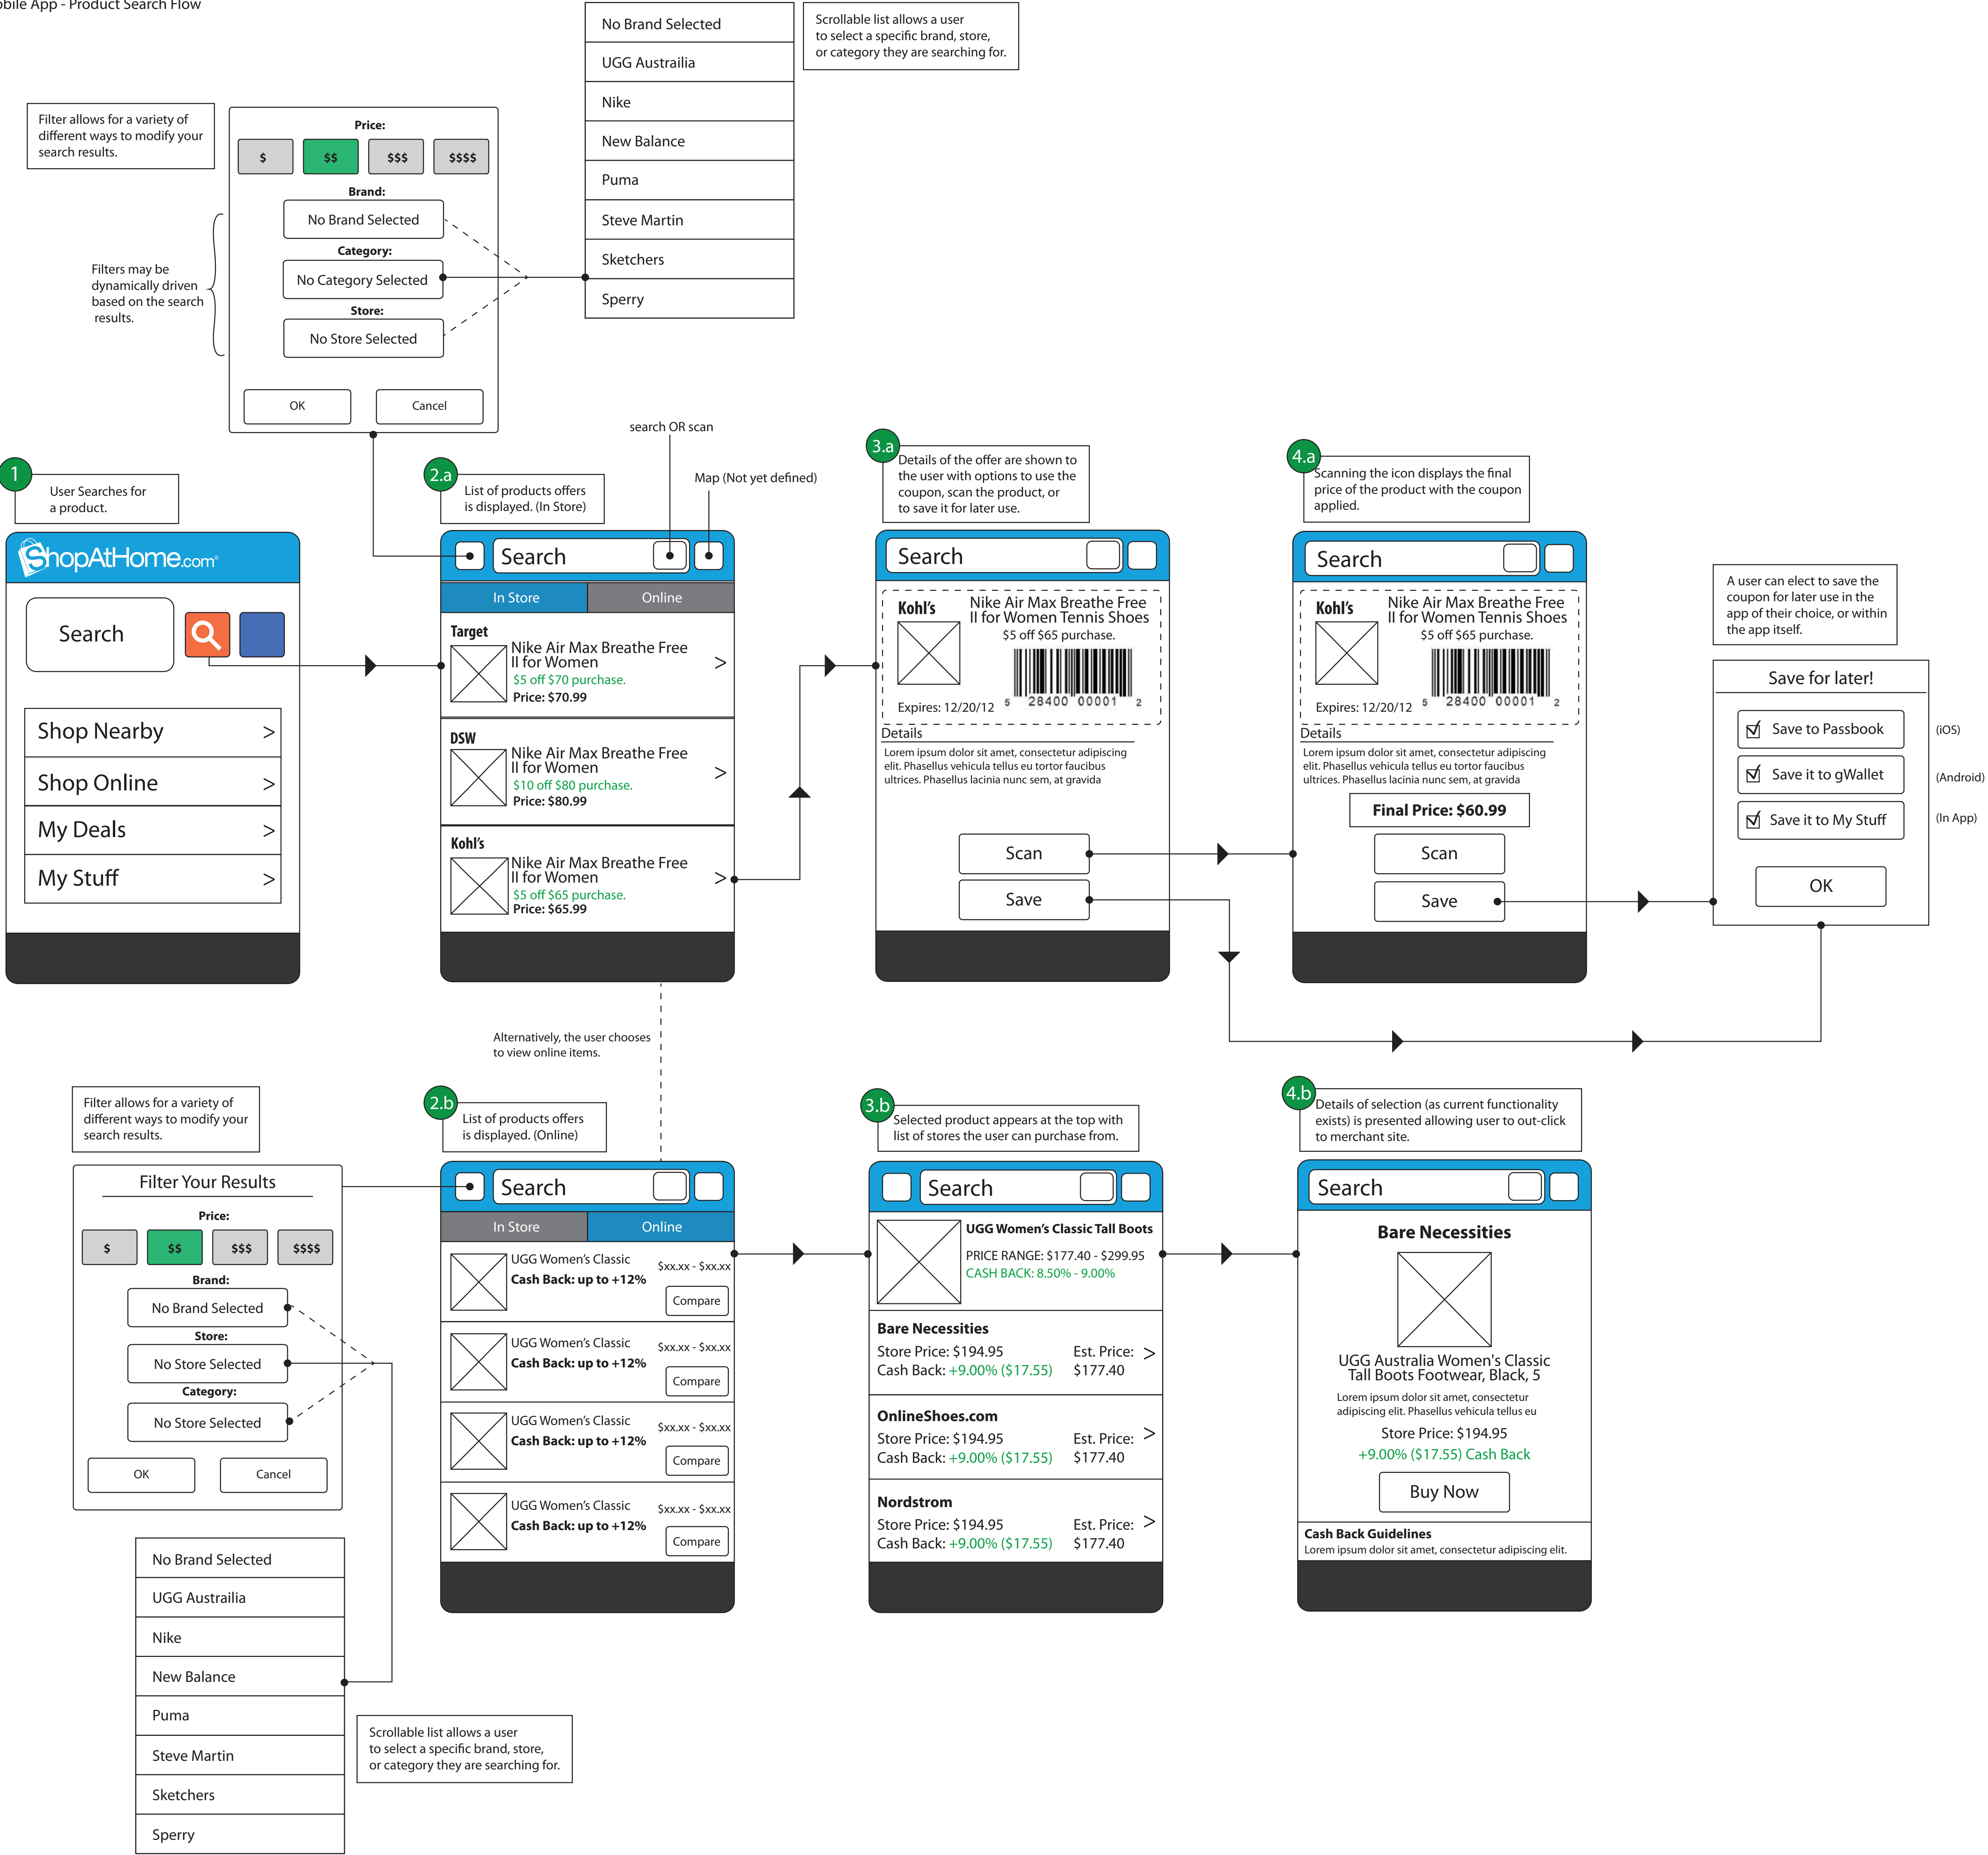 obile App - Product Search Flow
No Brand Selected
UGG Austrailia
Nike
New Balance
Puma
Steve Martin
Sketchers
Sperry
Scrollable list allows a user
to select a specific brand, store,
or category they are searching for.
Filter allows for a variety of
different ways to modify your
search results.
Price:
$ $$ $$$ $$$$
Brand:
No Brand Selected
Category:
No Category Selected
Store:
No Store Selected
OK Cancel
Filters may be
dynamically driven
based on the search
results.
search OR scan
Map (Not yet defined)
1
User Searches for
a product.
ShopAtHome.com®
Search
Shop Nearby >
Shop Online >
My Deals >
My Stuff >
2.a
List of products offers
is displayed. (In Store)
Search
In Store Online
Target
Nike Air Max Breathe Free
II for Women
$5 off $70 purchase.
Price: $70.99
>
DSW
Nike Air Max Breathe Free
II for Women
$10 off $80 purchase.
Price: $80.99
>
Kohl's
Nike Air Max Breathe Free
II for Women
$5 off $65 purchase.
Price: $65.99
>
3.a
Details of the offer are shown to
the user with options to use the
coupon, scan the product, or
to save it for later use.
Search
Kohl's
Nike Air Max Breathe Free
II for Women Tennis Shoes
$5 off $65 purchase.
5 28400 00001 2
Expires: 12/20/12
Details
Lorem ipsum dolor sit amet, consectetur adipiscing
elit. Phasellus vehicula tellus eu tortor faucibus
ultrices. Phasellus lacinia nunc sem, at gravida
Scan
Save
4.a
Scanning the icon displays the final
price of the product with the coupon
applied.
Search
Kohl's
Nike Air Max Breathe Free
II for Women Tennis Shoes
$5 off $65 purchase.
5 28400 00001 2
Expires: 12/20/12
Details
Lorem ipsum dolor sit amet, consectetur adipiscing
elit. Phasellus vehicula tellus eu tortor faucibus
ultrices. Phasellus lacinia nunc sem, at gravida
Final Price: $60.99
Scan
Save
A user can elect to save the
coupon for later use in the
app of their choice, or within
the app itself.
Save for later!
Save to Passbook (iOS)
Save it to gWallet (Android)
Save it to My Stuff (In App)
OK
Alternatively, the user chooses
to view online items.
Filter allows for a variety of
different ways to modify your
search results.
Filter Your Results
Price:
$ $$ $$$ $$$$
Brand:
No Brand Selected
Store:
No Store Selected
Category:
No Store Selected
OK Cancel
No Brand Selected
UGG Austrailia
Nike
New Balance
Puma
Steve Martin
Sketchers
Sperry
Scrollable list allows a user
to select a specific brand, store,
or category they are searching for.
2.b
List of products offers
is displayed. (Online)
Search
In Store Online
UGG Women's Classic
Cash Back: up to +12%
$xx.xx - $xx.xx
Compare
UGG Women's Classic
Cash Back: up to +12%
$xx.xx - $xx.xx
Compare
UGG Women's Classic
Cash Back: up to +12%
$xx.xx - $xx.xx
Compare
UGG Women's Classic
Cash Back: up to +12%
$xx.xx - $xx.xx
Compare
3.b
Selected product appears at the top with
list of stores the user can purchase from.
Search
UGG Women's Classic Tall Boots
PRICE RANGE: $177.40 - $299.95
CASH BACK: 8.50% - 9.00%
Bare Necessities
Store Price: $194.95 Est. Price: >
Cash Back: +9.00% ($17.55) $177.40
OnlineShoes.com
Store Price: $194.95 Est. Price: >
Cash Back: +9.00% ($17.55) $177.40
Nordstrom
Store Price: $194.95 Est. Price: >
Cash Back: +9.00% ($17.55) $177.40
4.b
Details of selection (as current functionality
exists) is presented allowing user to out-click
to merchant site.
Search
Bare Necessities
UGG Australia Women's Classic
Tall Boots Footwear, Black, 5
Lorem ipsum dolor sit amet, consectetur
adipiscing elit. Phasellus vehicula tellus eu
Store Price: $194.95
+9.00% ($17.55) Cash Back
Buy Now
Cash Back Guidelines
Lorem ipsum dolor sit amet, consectetur adipiscing elit.